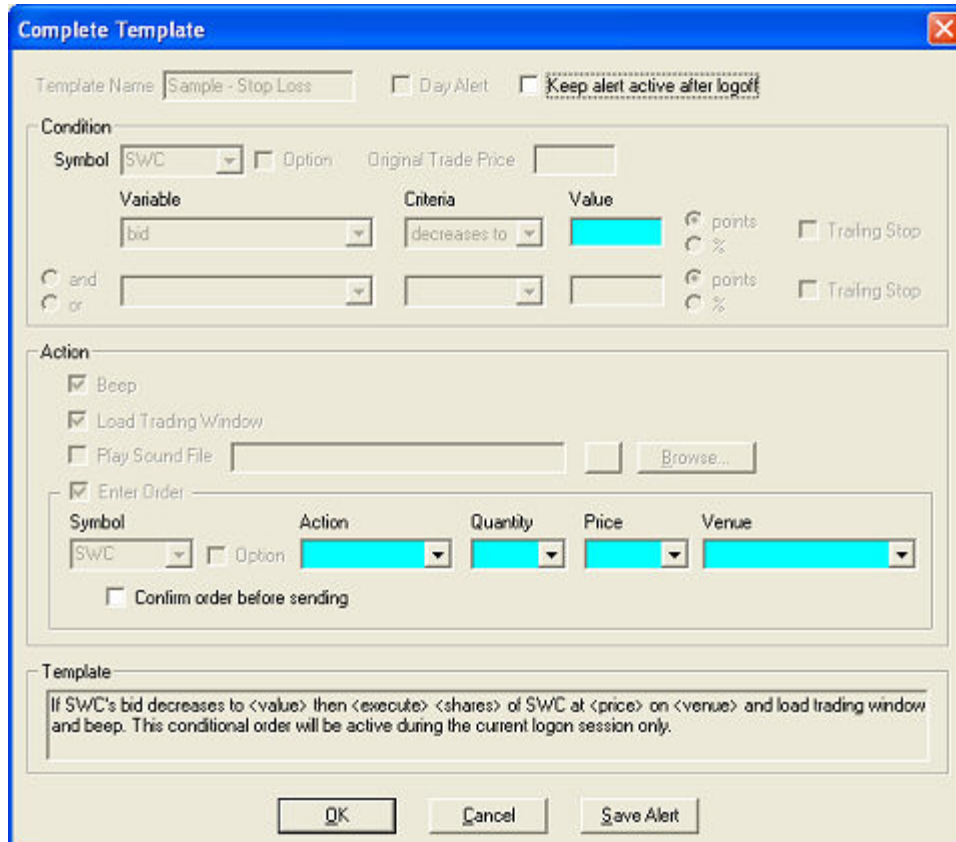 Complete Template
Template Name Sample - Stop Loss Day Alert Keep alert active after logoff
Condition
Symbol SWC Option Original Trade Price
Variable Criteria Value
bid decreases to points % Trailing Stop
and or points % Trailing Stop
Action
Beep
Load Trading Window
Play Sound File Browse...
Enter Order
Symbol Action Quantity Price Venue
SWC Option
Confirm order before sending
Template
If SWC's bid decreases to <value> then <execute> <shares> of SWC at <price> on <venue> and load trading window
and beep. This conditional order will be active during the current logon session only.
OK Cancel Save Alert